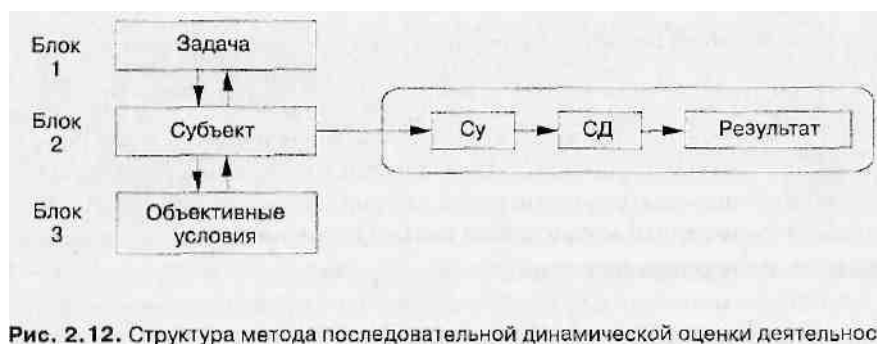 Блок
1
Задача
Блок
2
Субъект
Су
СД
Результат
Блок
3
Объективные
условия
Рис. 2.12. Структура метода последовательной динамической оценки деятельнос